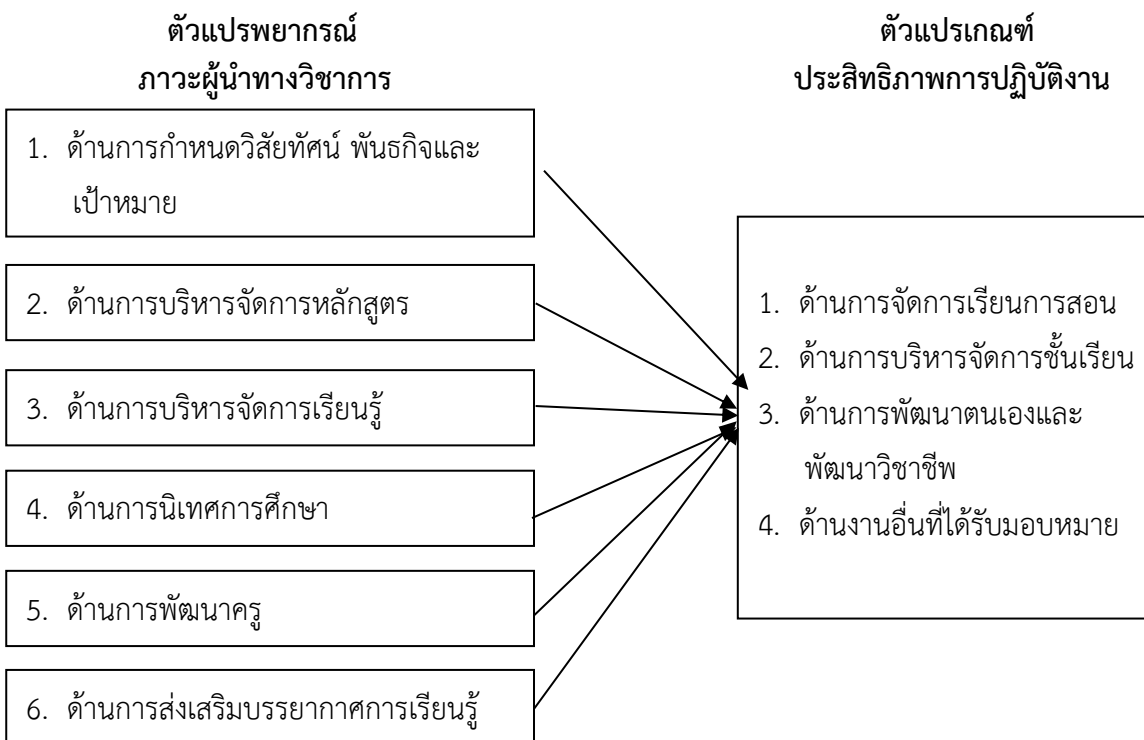 ตัวแปรพยากรณ์
ภาวะผู้นำทางวิชาการ
1. ด้านการกำหนดวิสัยทัศน์ พันธกิจและ
เป้าหมาย
2. ด้านการบริหารจัดการหลักสูตร
3. ด้านการบริหารจัดการเรียนรู้
4. ด้านการนิเทศการศึกษา
5. ด้านการพัฒนาครู
6. ด้านการส่งเสริมบรรยากาศการเรียนรู้
ตัวแปรเกณฑ์
ประสิทธิภาพการปฏิบัติงาน
1. ด้านการจัดการเรียนการสอน
2. ด้านการบริหารจัดการชั้นเรียน
3. ด้านการพัฒนาตนเองและ
พัฒนาวิชาชีพ
4. ด้านงานอื่นที่ได้รับมอบหมาย